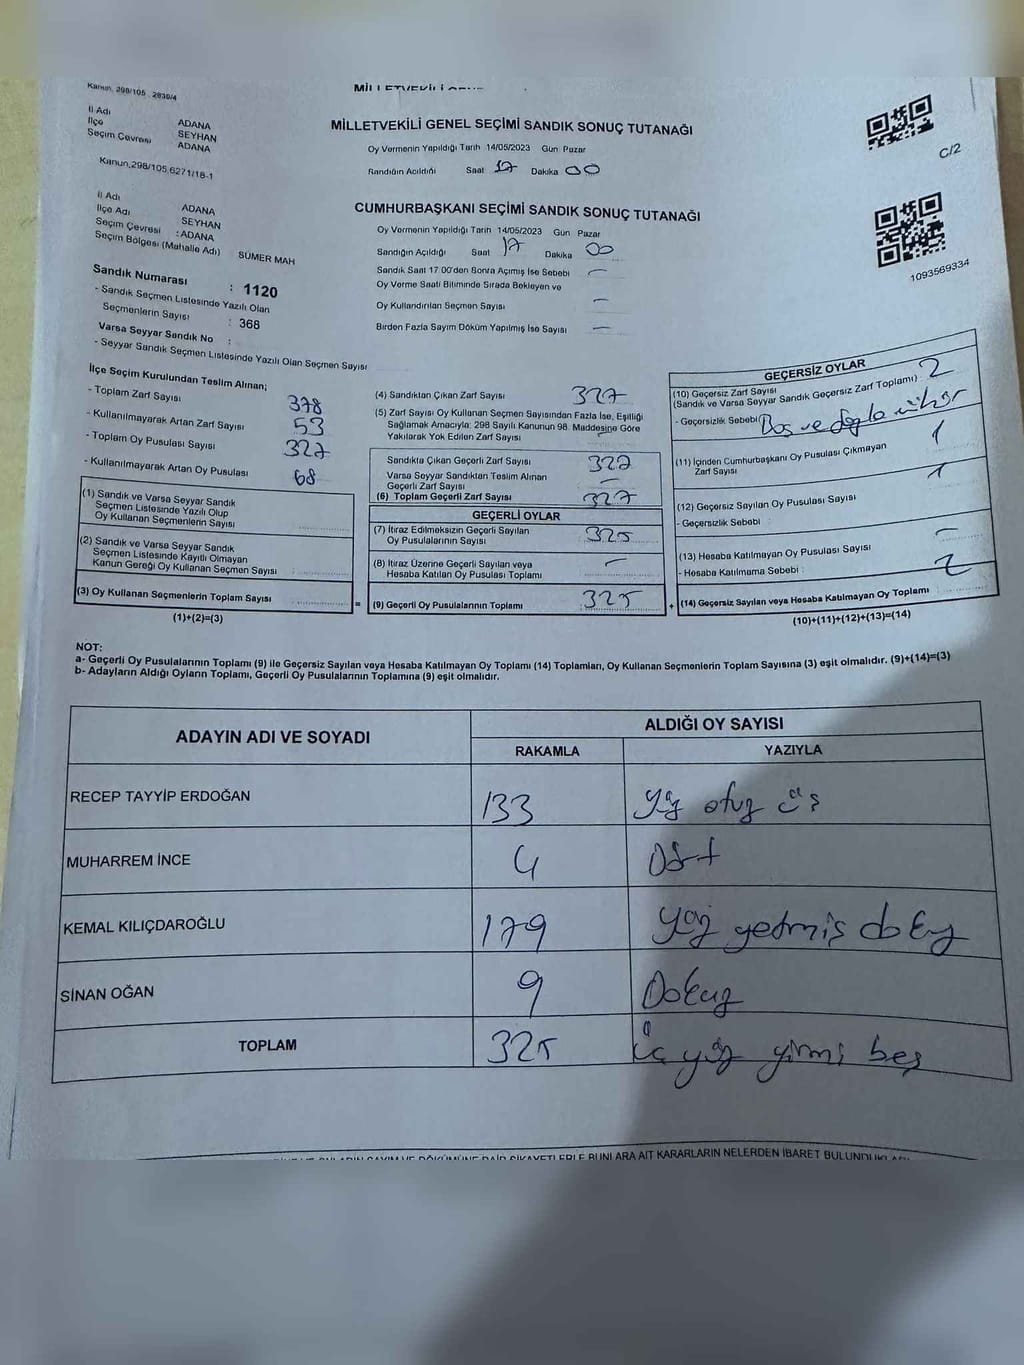 Kanun, 298/105 . 2839/4
İl Adı ADANA
İlçe SEYHAN
Seçim Çevresi ADANA
MİLLETVEKİLİ GENEL SEÇİMİ SANDIK SONUÇ TUTANAĞI
Oy Vermenin Yapıldığı Tarih 14/05/2023 Gün Pazar
Sandığın Açıldığı Saat 17 Dakika 00
C/2
Kanun,298/105,6271/18-1
İl Adı ADANA
İlçe Adı SEYHAN
Seçim Çevresi : ADANA
Seçim Bölgesi (Mahalle Adı) SÜMER MAH
CUMHURBAŞKANI SEÇİMİ SANDIK SONUÇ TUTANAĞI
Oy Vermenin Yapıldığı Tarih 14/05/2023 Gün Pazar
Sandığın Açıldığı Saat 17 Dakika 00
Sandık Saat 17 00'den Sonra Açılmış İse Sebebi —
Oy Verme Saati Bitiminde Sırada Bekleyen ve
Oy Kullandırılan Seçmen Sayısı —
Birden Fazla Sayım Döküm Yapılmış İse Sayısı —
1093569334
Sandık Numarası : 1120
- Sandık Seçmen Listesinde Yazılı Olan
Seçmenlerin Sayısı : 368
Varsa Seyyar Sandık No :
- Seyyar Sandık Seçmen Listesinde Yazılı Olan Seçmen Sayısı
İlçe Seçim Kurulundan Teslim Alınan;
- Toplam Zarf Sayısı 378
- Kullanılmayarak Artan Zarf Sayısı 53
- Toplam Oy Pusulası Sayısı 327
- Kullanılmayarak Artan Oy Pusulası 68
(1) Sandık ve Varsa Seyyar Sandık
Seçmen Listesinde Yazılı Olup
Oy Kullanan Seçmenlerin Sayısı
(2) Sandık ve Varsa Seyyar Sandık
Seçmen Listesinde Kayıtlı Olmayan
Kanun Gereği Oy Kullanan Seçmen Sayısı
(3) Oy Kullanan Seçmenlerin Toplam Sayısı
(1)+(2)=(3)
(4) Sandıktan Çıkan Zarf Sayısı 327
(5) Zarf Sayısı Oy Kullanan Seçmen Sayısından Fazla İse, Eşitliği
Sağlamak Amacıyla; 298 Sayılı Kanunun 98. Maddesine Göre
Yakılarak Yok Edilen Zarf Sayısı —
Sandıkta Çıkan Geçerli Zarf Sayısı 327
Varsa Seyyar Sandıktan Teslim Alınan
Geçerli Zarf Sayısı —
(6) Toplam Geçerli Zarf Sayısı 327
GEÇERLİ OYLAR
(7) İtiraz Edilmeksizin Geçerli Sayılan
Oy Pusulalarının Sayısı 325
(8) İtiraz Üzerine Geçerli Sayılan veya
Hesaba Katılan Oy Pusulası Toplamı —
= (9) Geçerli Oy Pusulalarının Toplamı 325
GEÇERSİZ OYLAR
(10) Geçersiz Zarf Sayısı
(Sandık ve Varsa Seyyar Sandık Geçersiz Zarf Toplamı) : 2
- Geçersizlik Sebebi Boş ve
(11) İçinden Cumhurbaşkanı Oy Pusulası Çıkmayan
Zarf Sayısı 1
(12) Geçersiz Sayılan Oy Pusulası Sayısı 1
- Geçersizlik Sebebi :
(13) Hesaba Katılmayan Oy Pusulası Sayısı —
- Hesaba Katılmama Sebebi :
+ (14) Geçersiz Sayılan veya Hesaba Katılmayan Oy Toplamı 2
(10)+(11)+(12)+(13)=(14)
NOT:
a- Geçerli Oy Pusulalarının Toplamı (9) ile Geçersiz Sayılan veya Hesaba Katılmayan Oy Toplamı (14) Toplamları, Oy Kullanan Seçmenlerin Toplam Sayısına (3) eşit olmalıdır. (9)+(14)=(3)
b- Adayların Aldığı Oyların Toplamı, Geçerli Oy Pusulalarının Toplamına (9) eşit olmalıdır.
ADAYIN ADI VE SOYADI
ALDIĞI OY SAYISI
RAKAMLA YAZIYLA
RECEP TAYYİP ERDOĞAN 133 Yüz otuz üç
MUHARREM İNCE 4 Dört
KEMAL KILIÇDAROĞLU 179 Yüz yetmiş dokuz
SİNAN OĞAN 9 Dokuz
TOPLAM 325 üç yüz yirmi beş
KARARLARIN NELERDEN İBARET BULUNDU